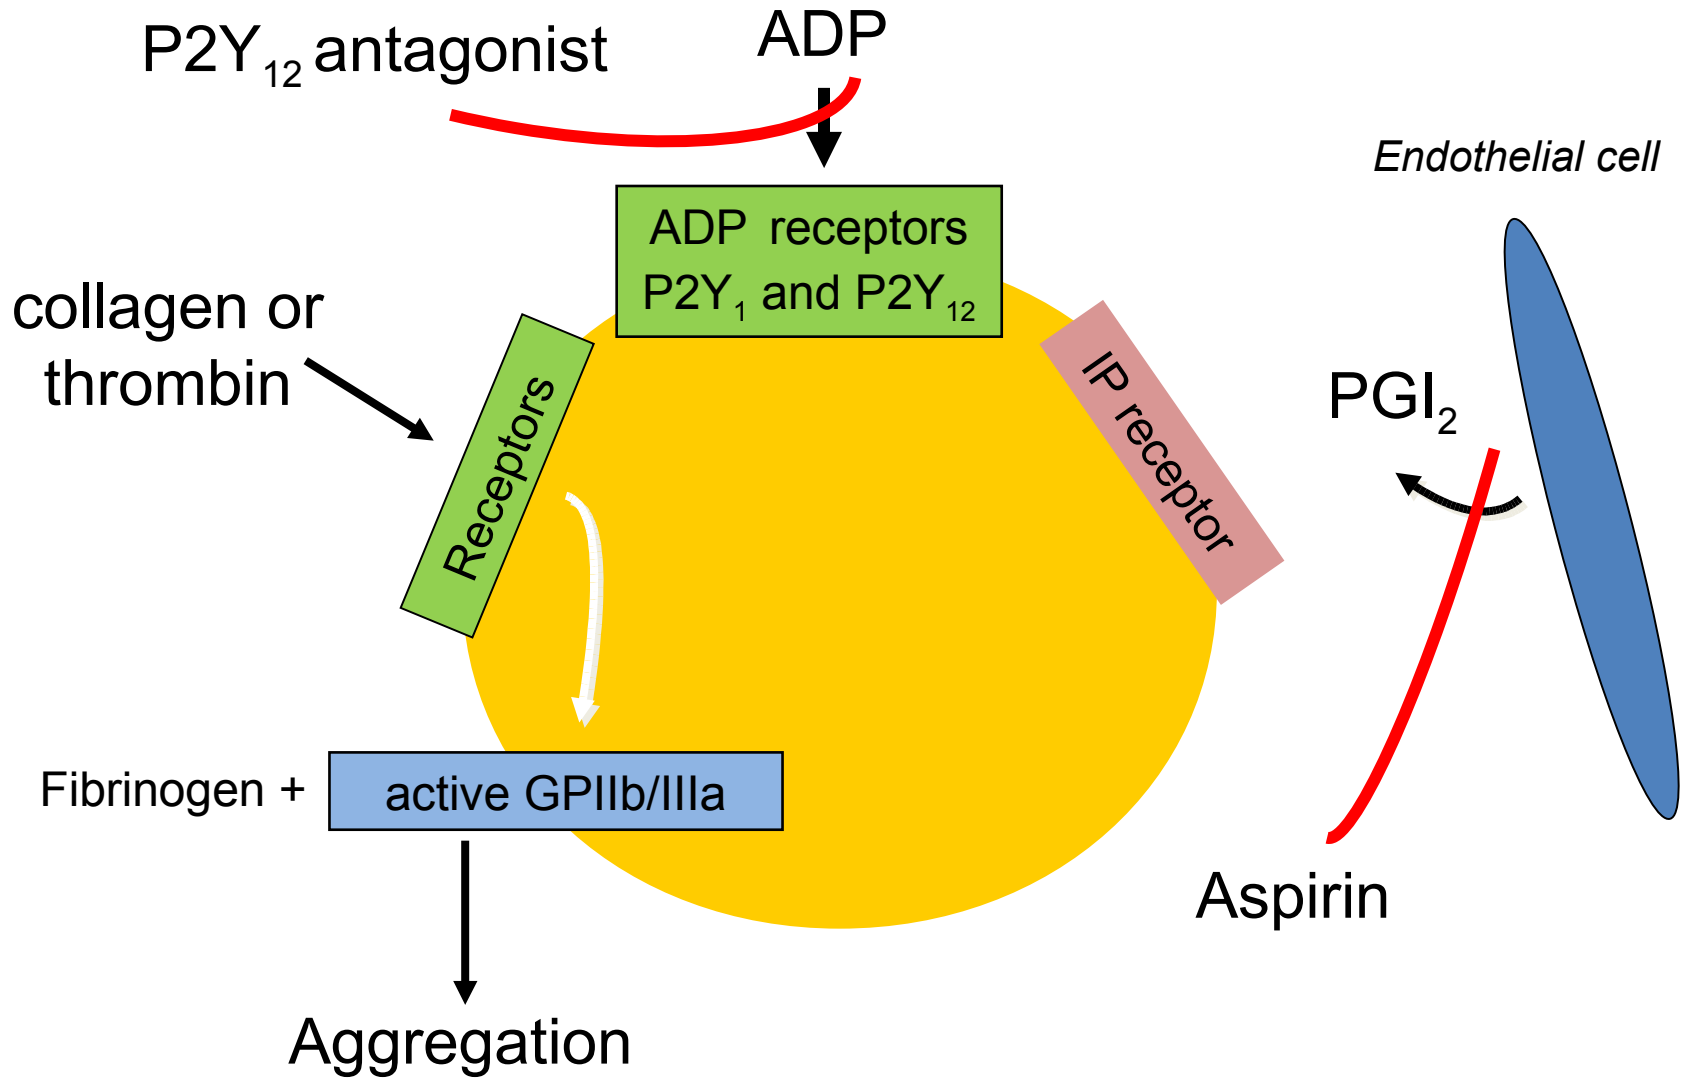 P2Y₁₂ antagonist
ADP
Endothelial cell
ADP receptors
P2Y₁ and P2Y₁₂
collagen or
thrombin
Receptors
IP receptor
PGI₂
Fibrinogen +
active GPIIb/IIIa
Aspirin
Aggregation